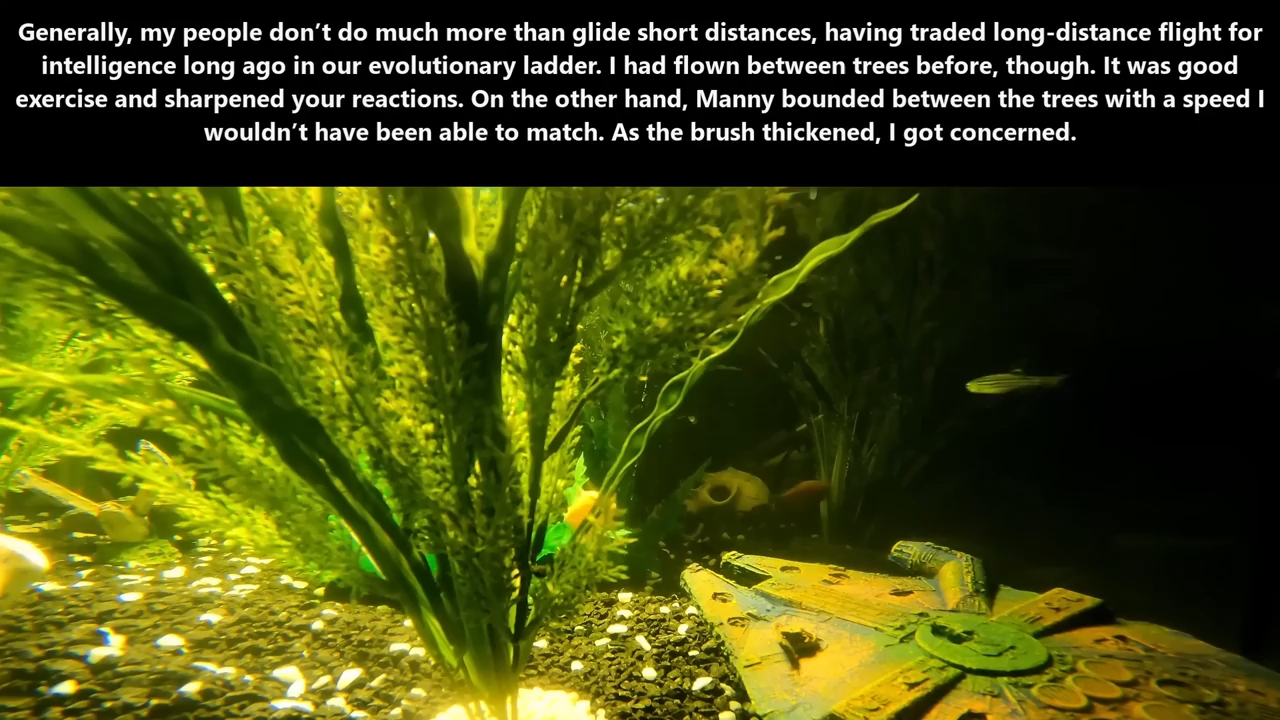 Generally, my people don’t do much more than glide short distances, having traded long-distance flight for
intelligence long ago in our evolutionary ladder. I had flown between trees before, though. It was good
exercise and sharpened your reactions. On the other hand, Manny bounded between the trees with a speed I
wouldn’t have been able to match. As the brush thickened, I got concerned.